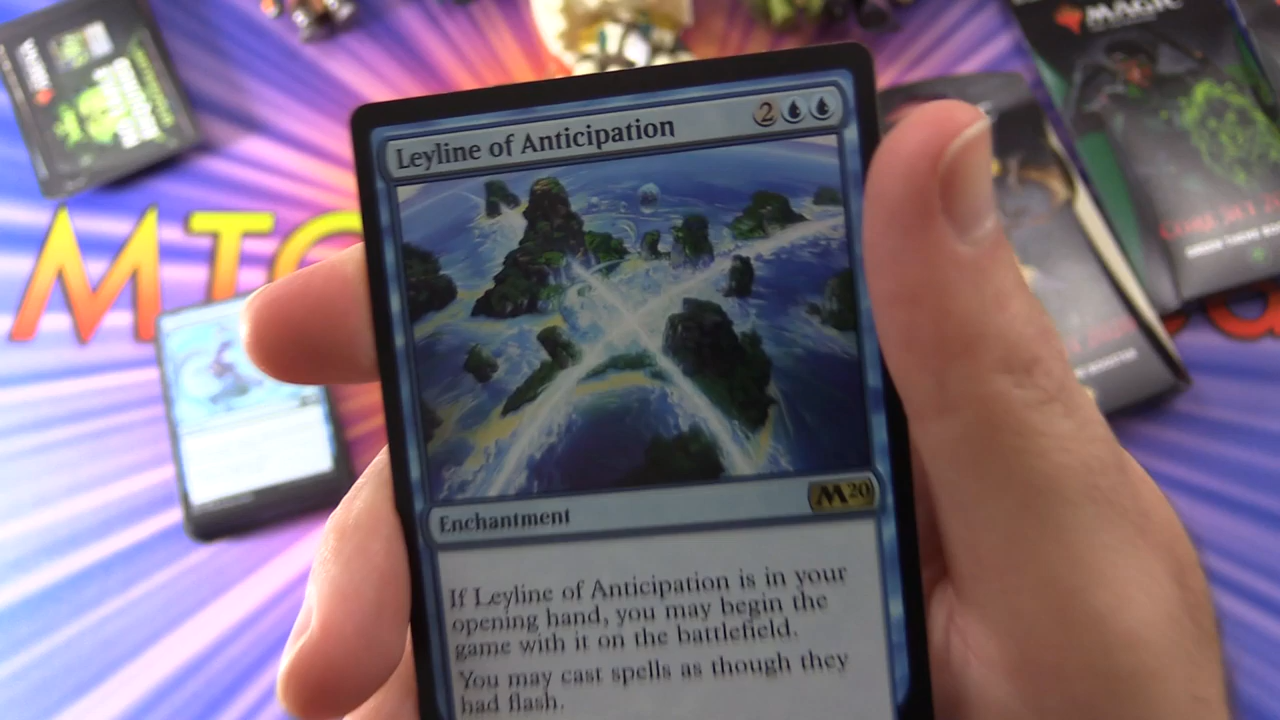 MAGIC
Leyline of Anticipation 2
MTG
Enchantment
M20
If Leyline of Anticipation is in your
opening hand, you may begin the
game with it on the battlefield.
You may cast spells as though they
had flash.